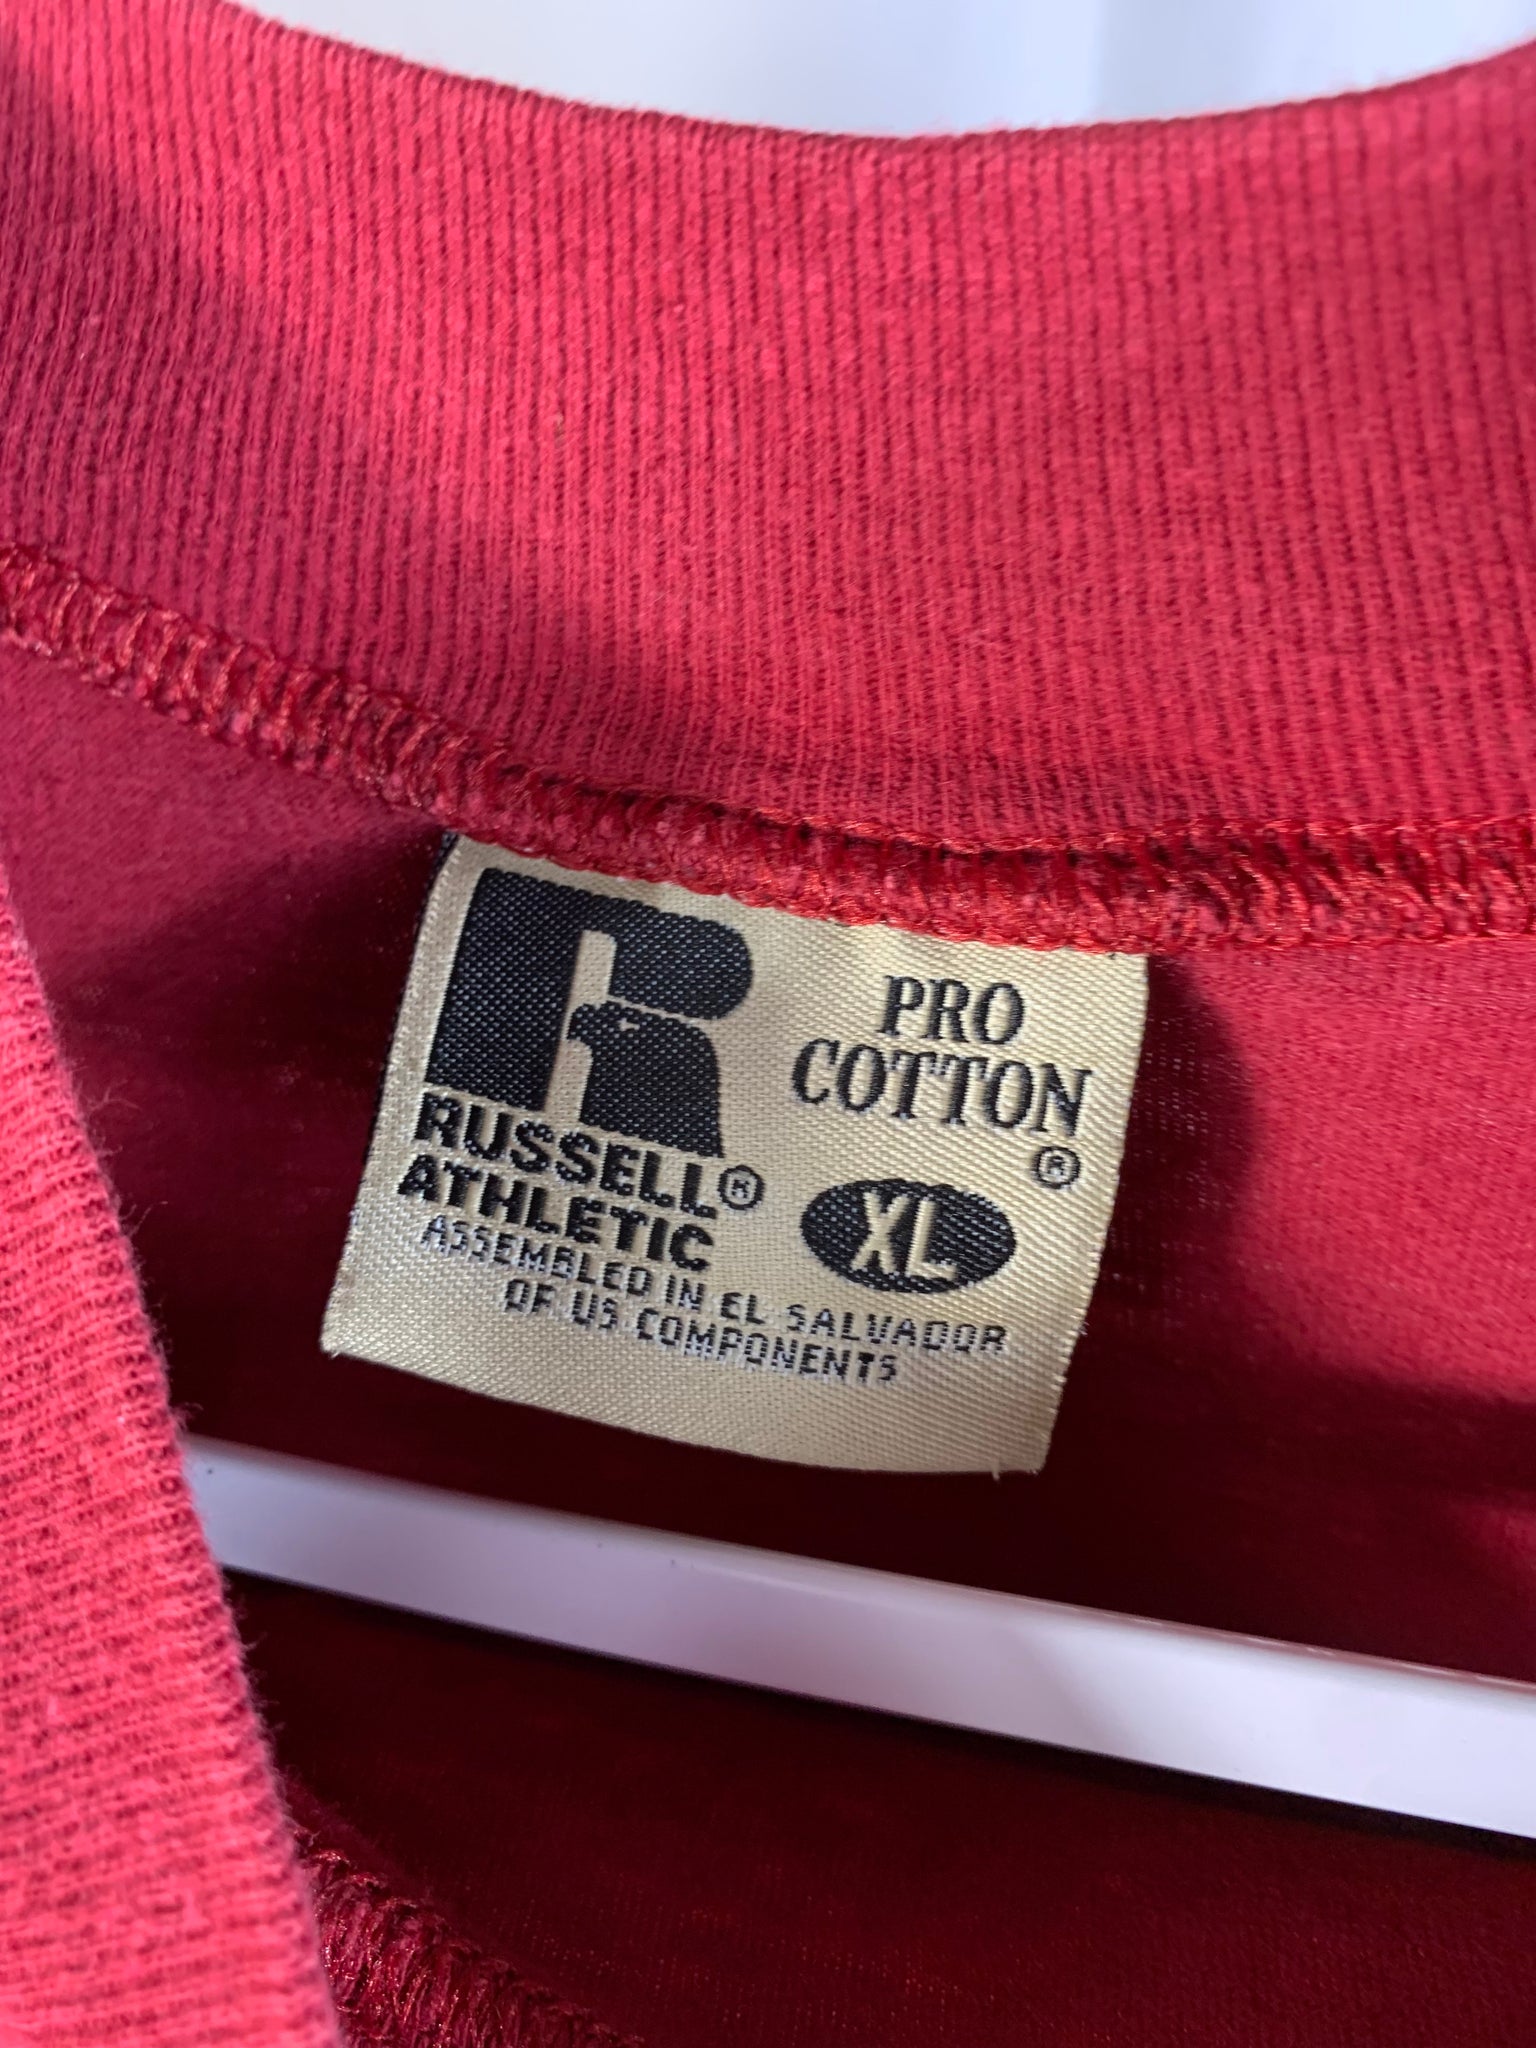 PRO
COTTON
®
RUSSELL®
ATHLETIC
XL
ASSEMBLED IN EL SALVADOR
OF US COMPONENTS